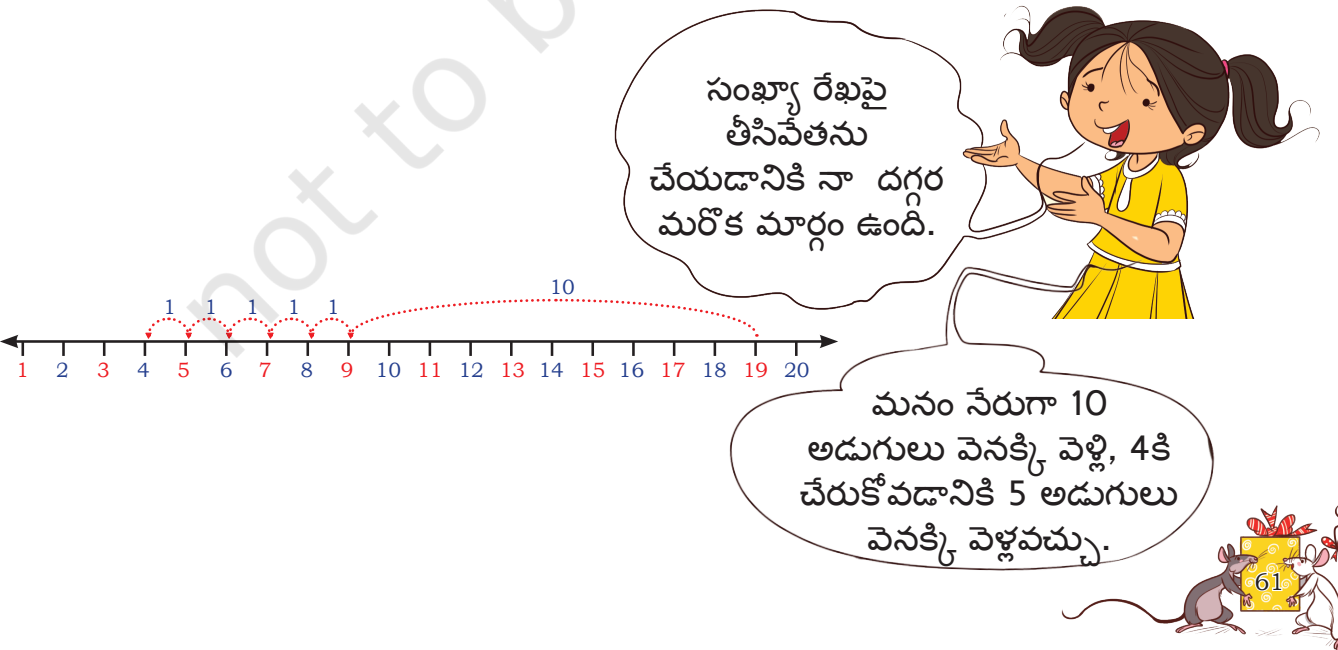 not to b
సంఖ్యా రేఖపై
తీసివేతను
చేయడానికి నా దగ్గర
మరొక మార్గం ఉంది.
1 1 1 1 1 10
1 2 3 4 5 6 7 8 9 10 11 12 13 14 15 16 17 18 19 20
మనం నేరుగా 10
అడుగులు వెనక్కి వెళ్లి, 4కి
చేరుకోవడానికి 5 అడుగులు
వెనక్కి వెళ్లవచ్చు.
61